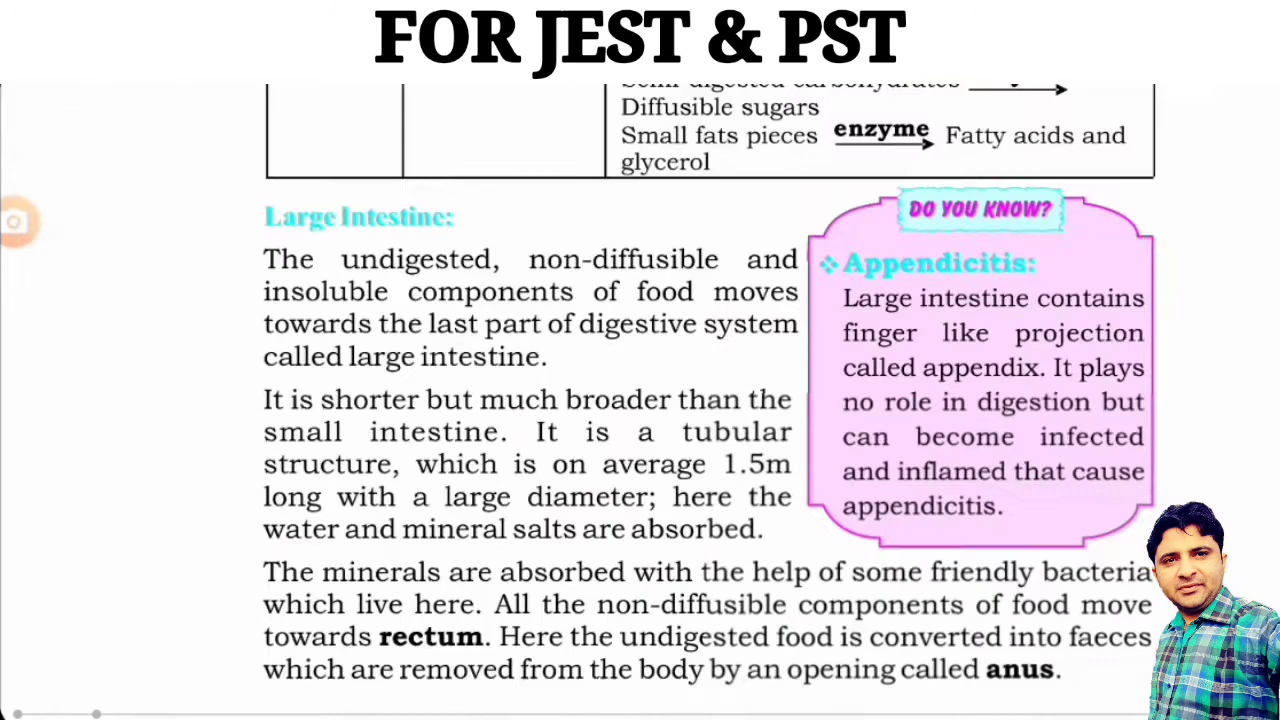 FOR JEST & PST
Semi-digested carbohydrates
Diffusible sugars
Small fats pieces enzyme Fatty acids and
glycerol
Large Intestine:
The undigested, non-diffusible and
insoluble components of food moves
towards the last part of digestive system
called large intestine.
It is shorter but much broader than the
small intestine. It is a tubular
structure, which is on average 1.5m
long with a large diameter; here the
water and mineral salts are absorbed.
DO YOU KNOW?
❖ Appendicitis:
Large intestine contains
finger like projection
called appendix. It plays
no role in digestion but
can become infected
and inflamed that cause
appendicitis.
The minerals are absorbed with the help of some friendly bacteria
which live here. All the non-diffusible components of food move
towards rectum. Here the undigested food is converted into faeces
which are removed from the body by an opening called anus.